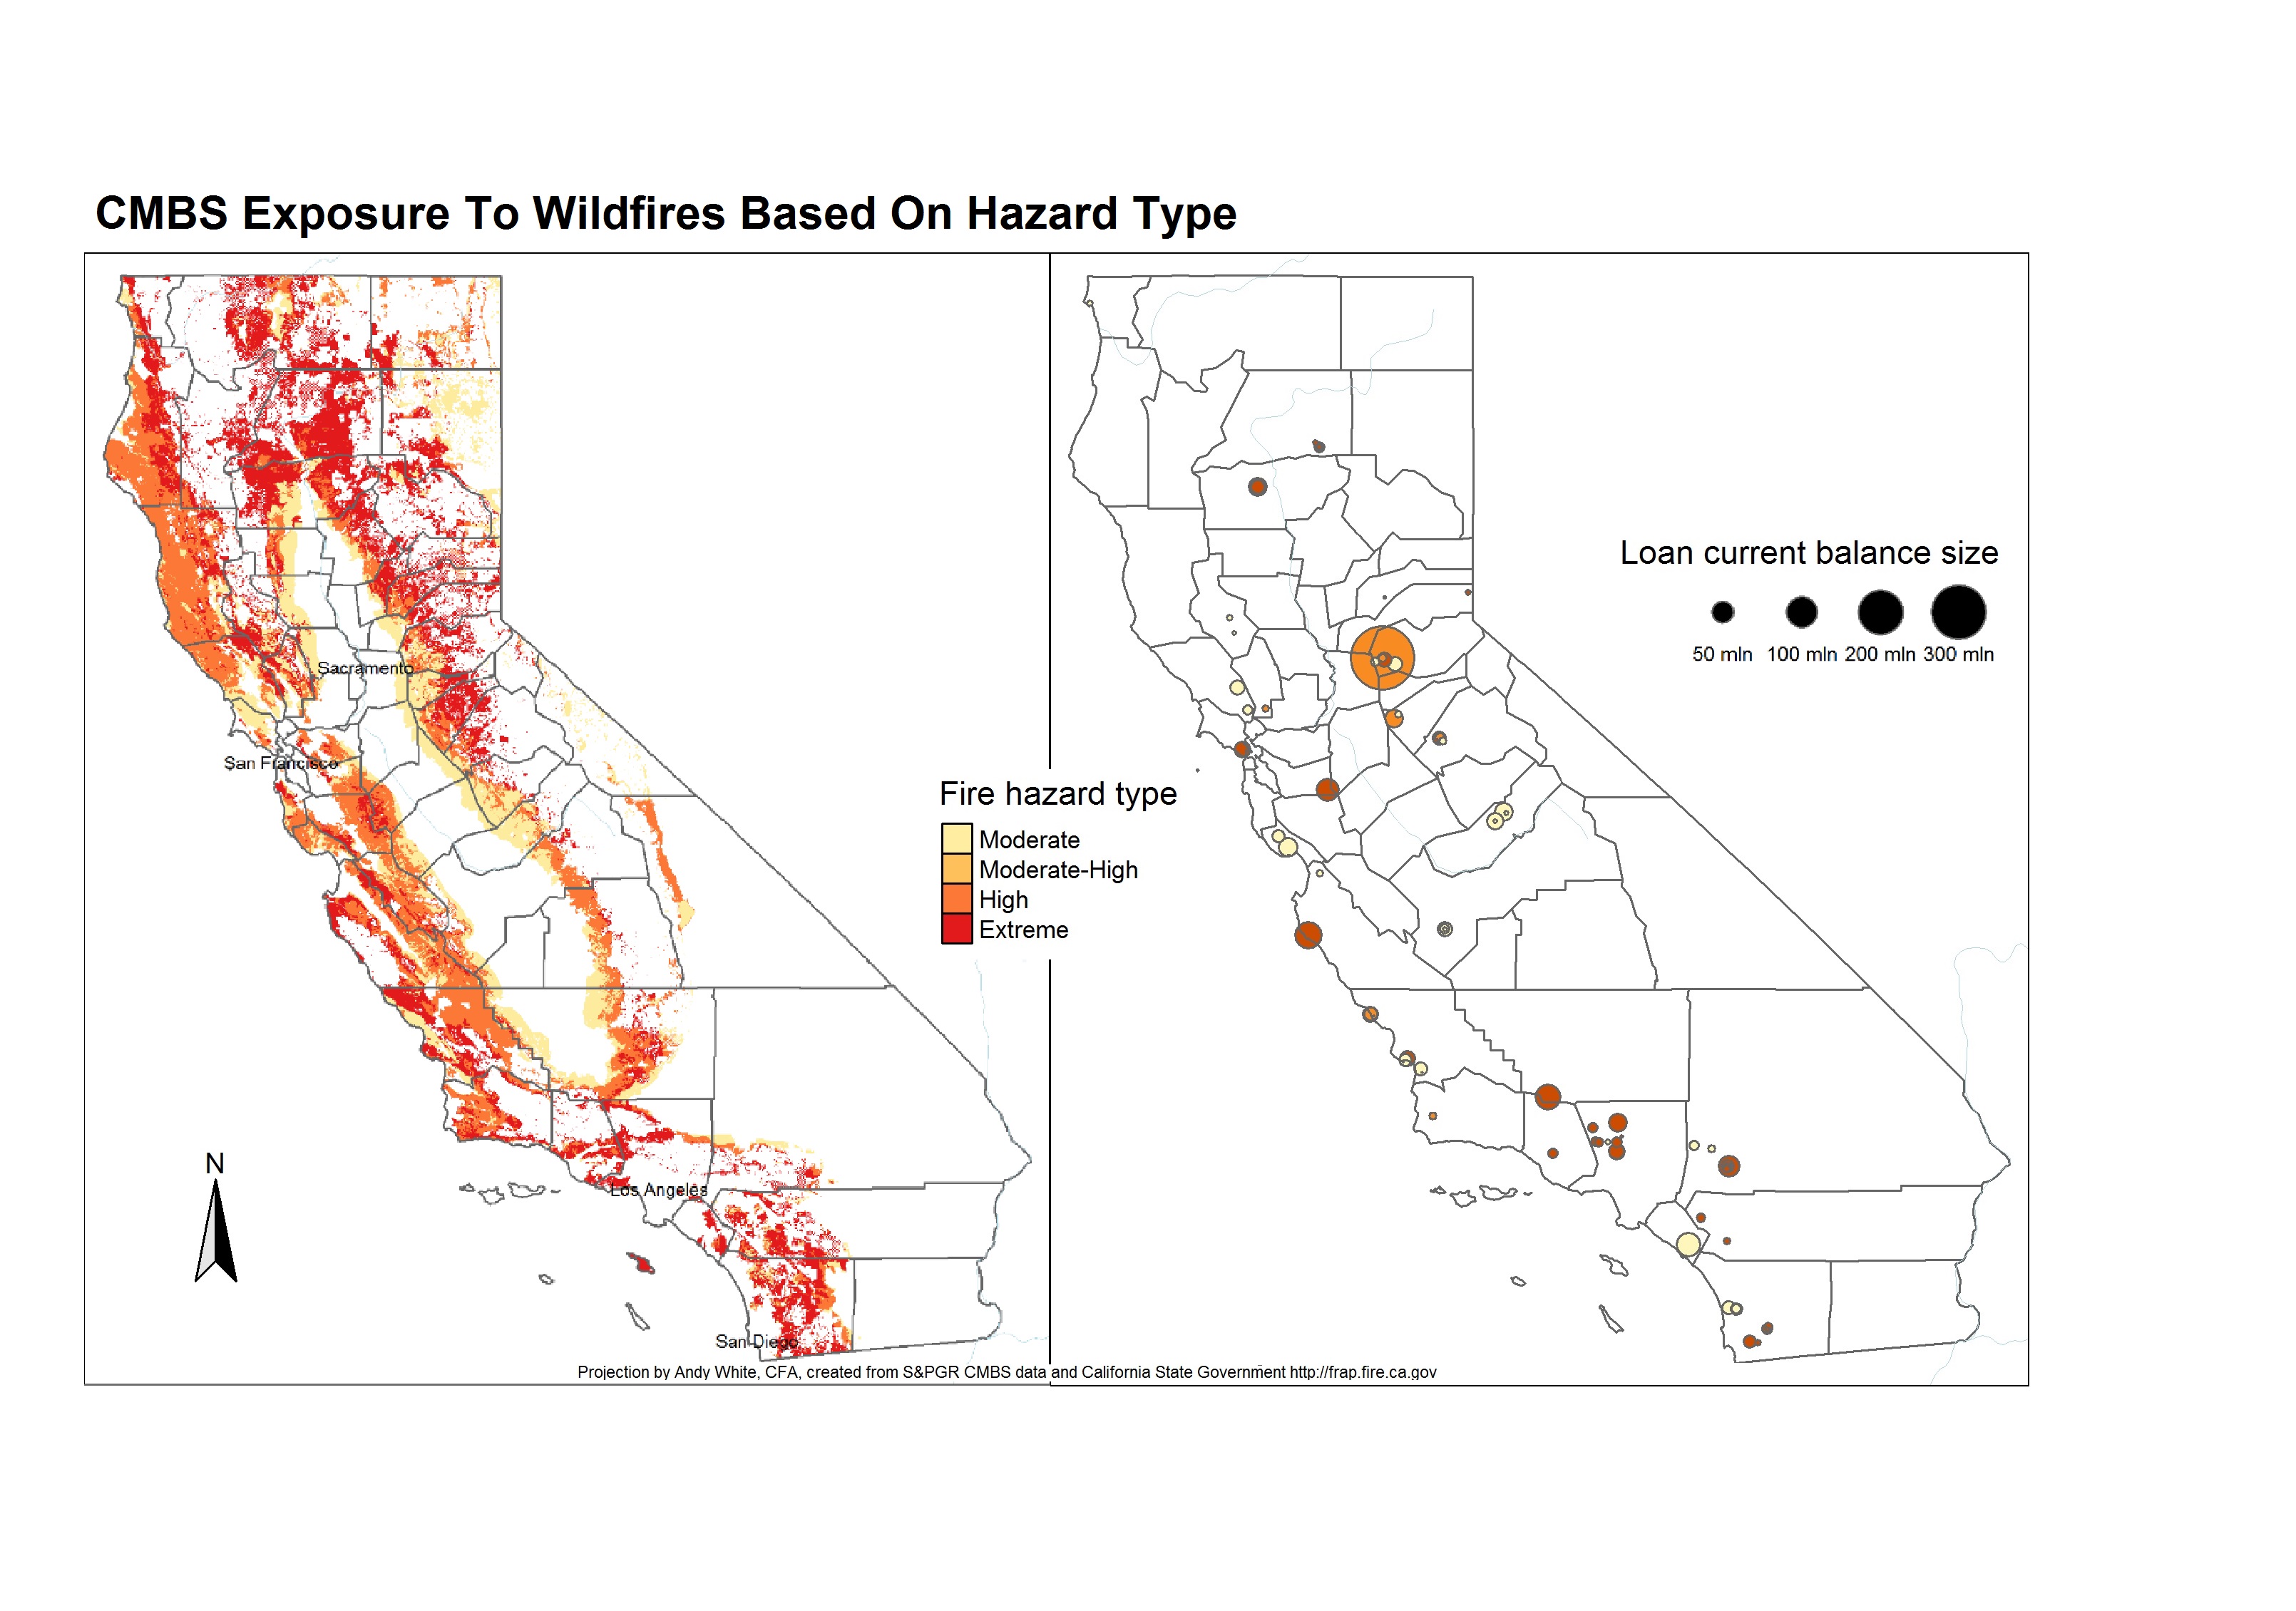 CMBS Exposure To Wildfires Based On Hazard Type
Loan current balance size
50 mln 100 mln 200 mln 300 mln
Sacramento
San Francisco
Fire hazard type
Moderate
Moderate-High
High
Extreme
N
Los Angeles
San Diego
Projection by Andy White, CFA, created from S&PGR CMBS data and California State Government http://frap.fire.ca.gov